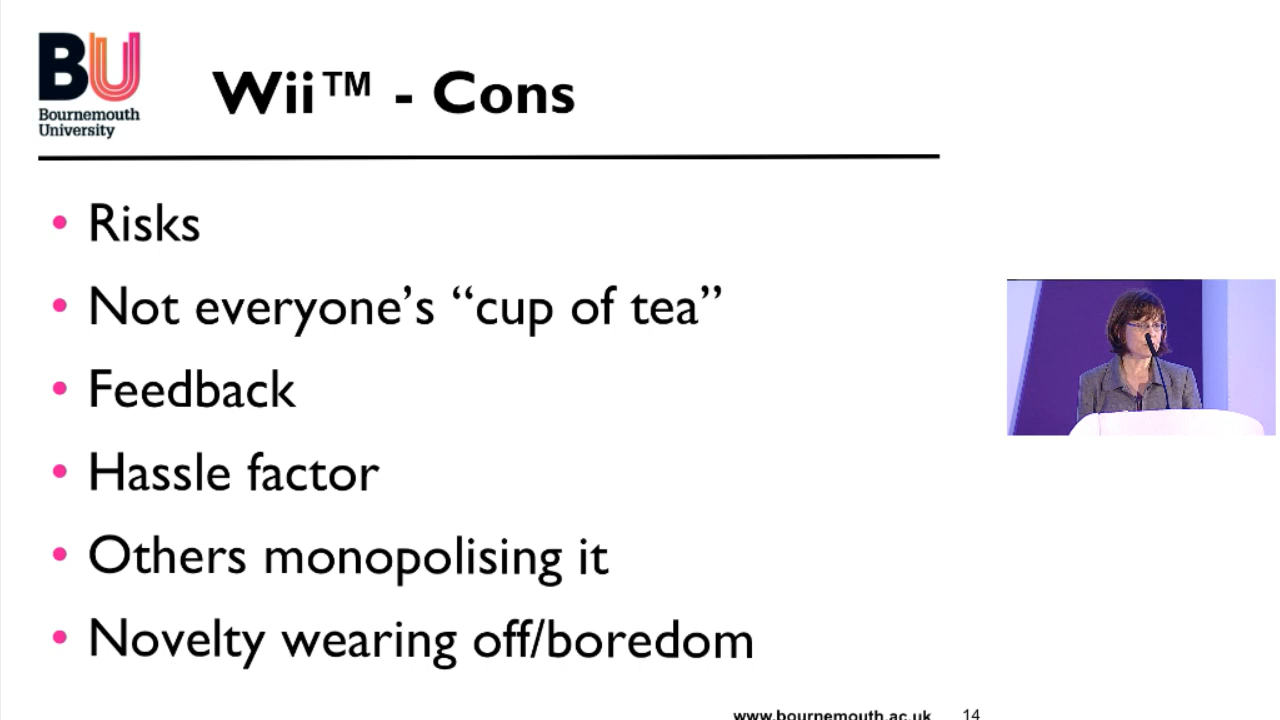 BU
Bournemouth
University
Wii™ - Cons
• Risks
• Not everyone’s “cup of tea”
• Feedback
• Hassle factor
• Others monopolising it
• Novelty wearing off/boredom
www.bournemouth.ac.uk 14